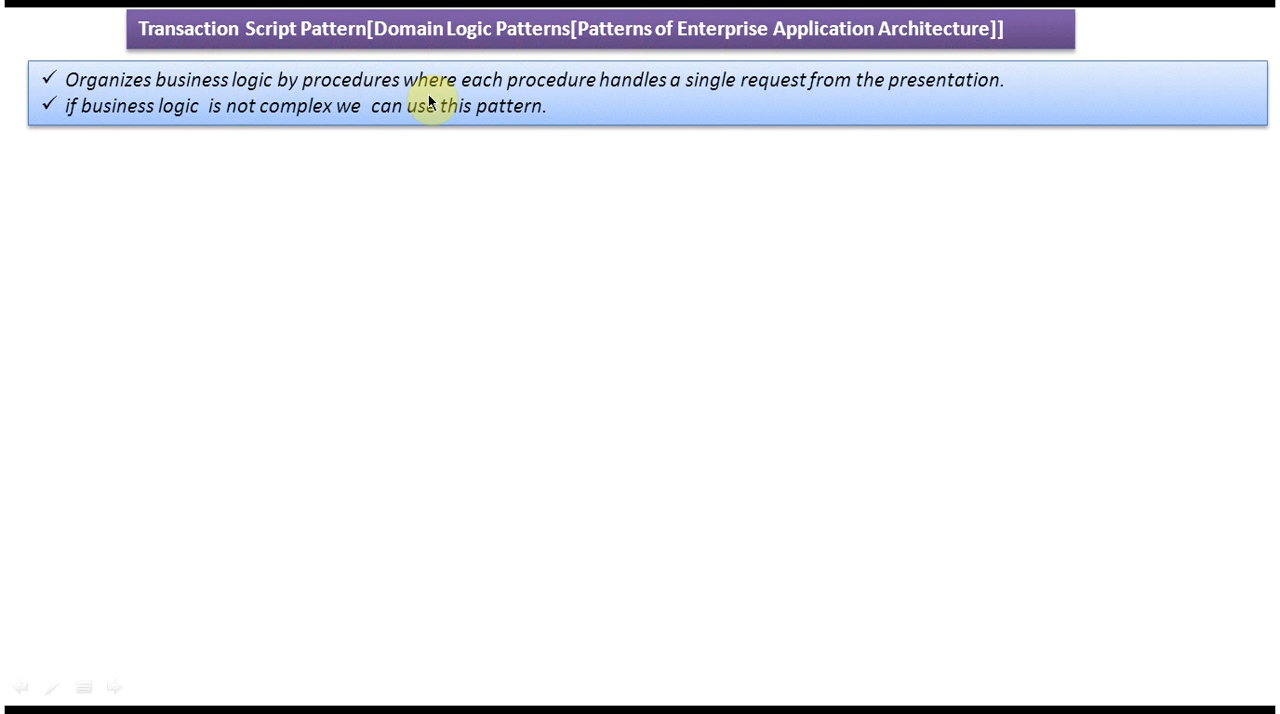 Transaction Script Pattern[Domain Logic Patterns[Patterns of Enterprise Application Architecture]]
✓ Organizes business logic by procedures where each procedure handles a single request from the presentation.
✓ if business logic is not complex we can use this pattern.